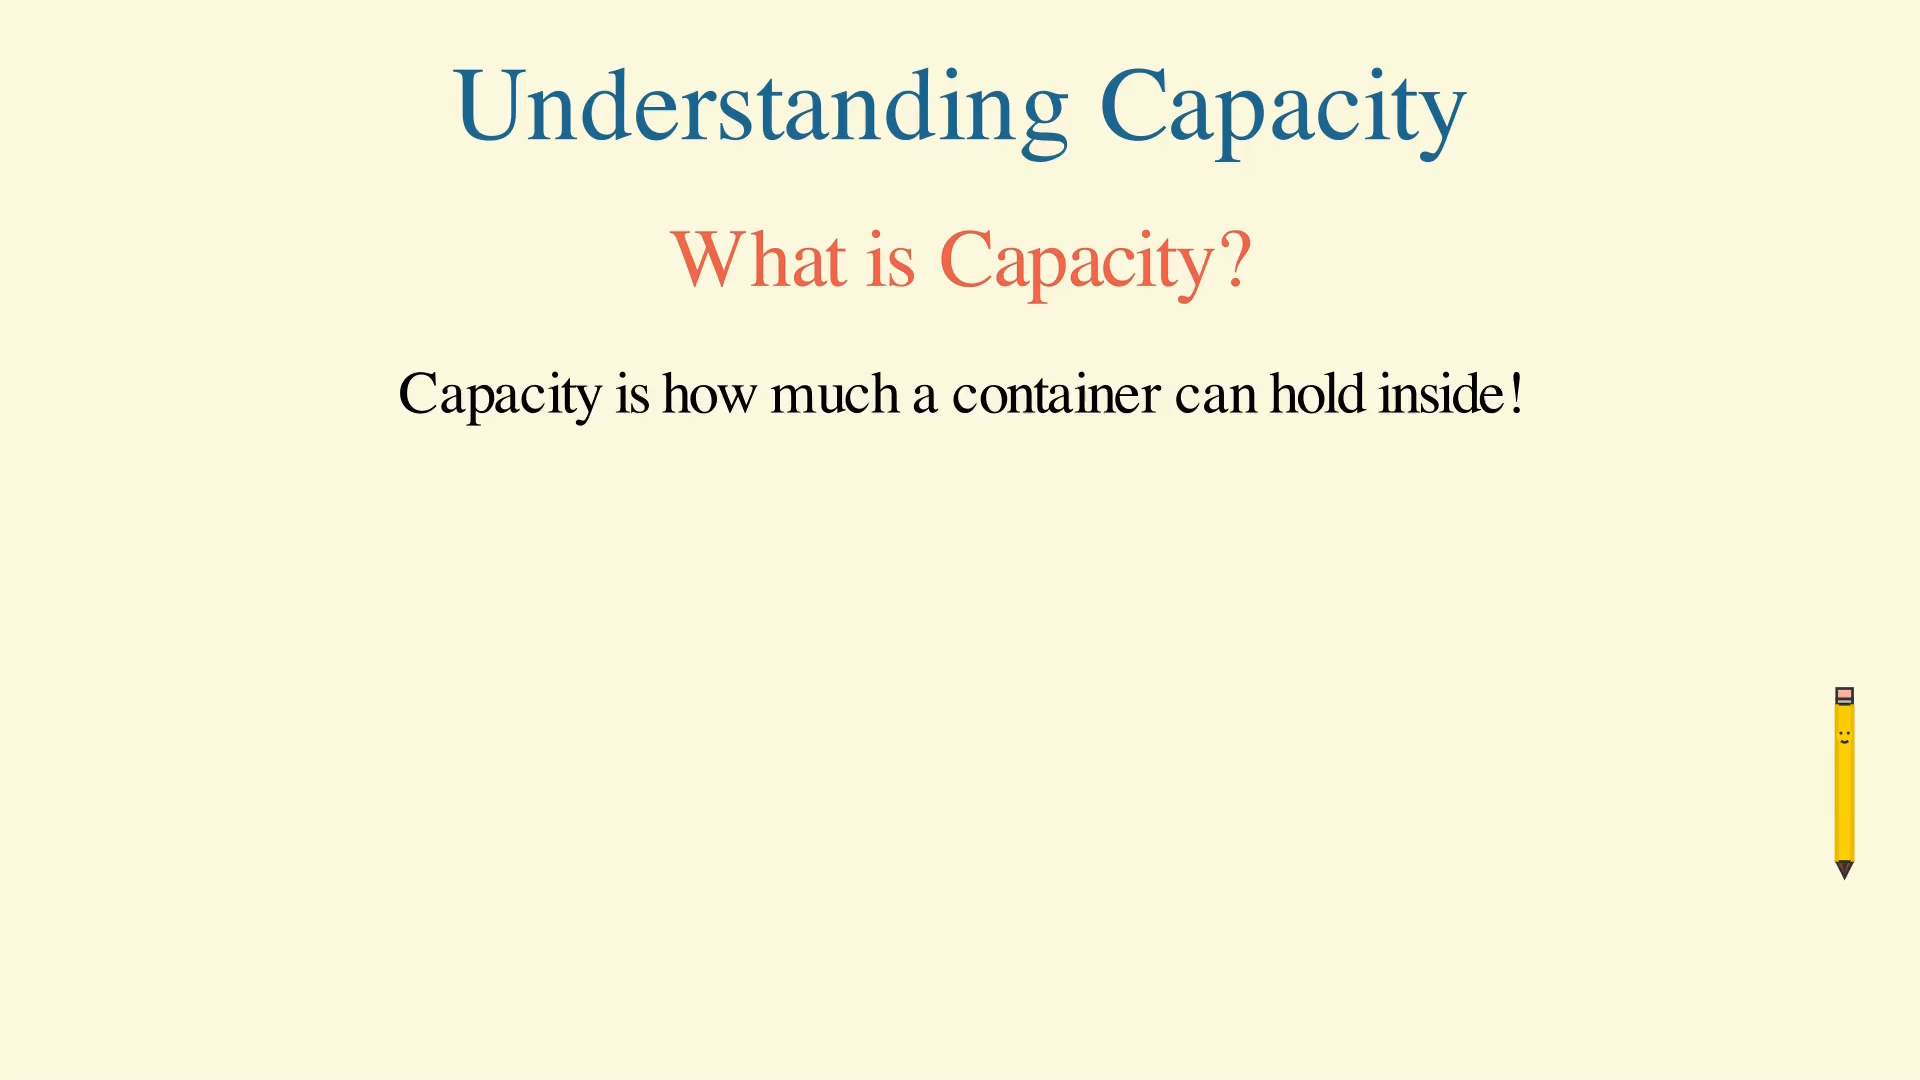 Understanding Capacity
What is Capacity?
Capacity is how much a container can hold inside!